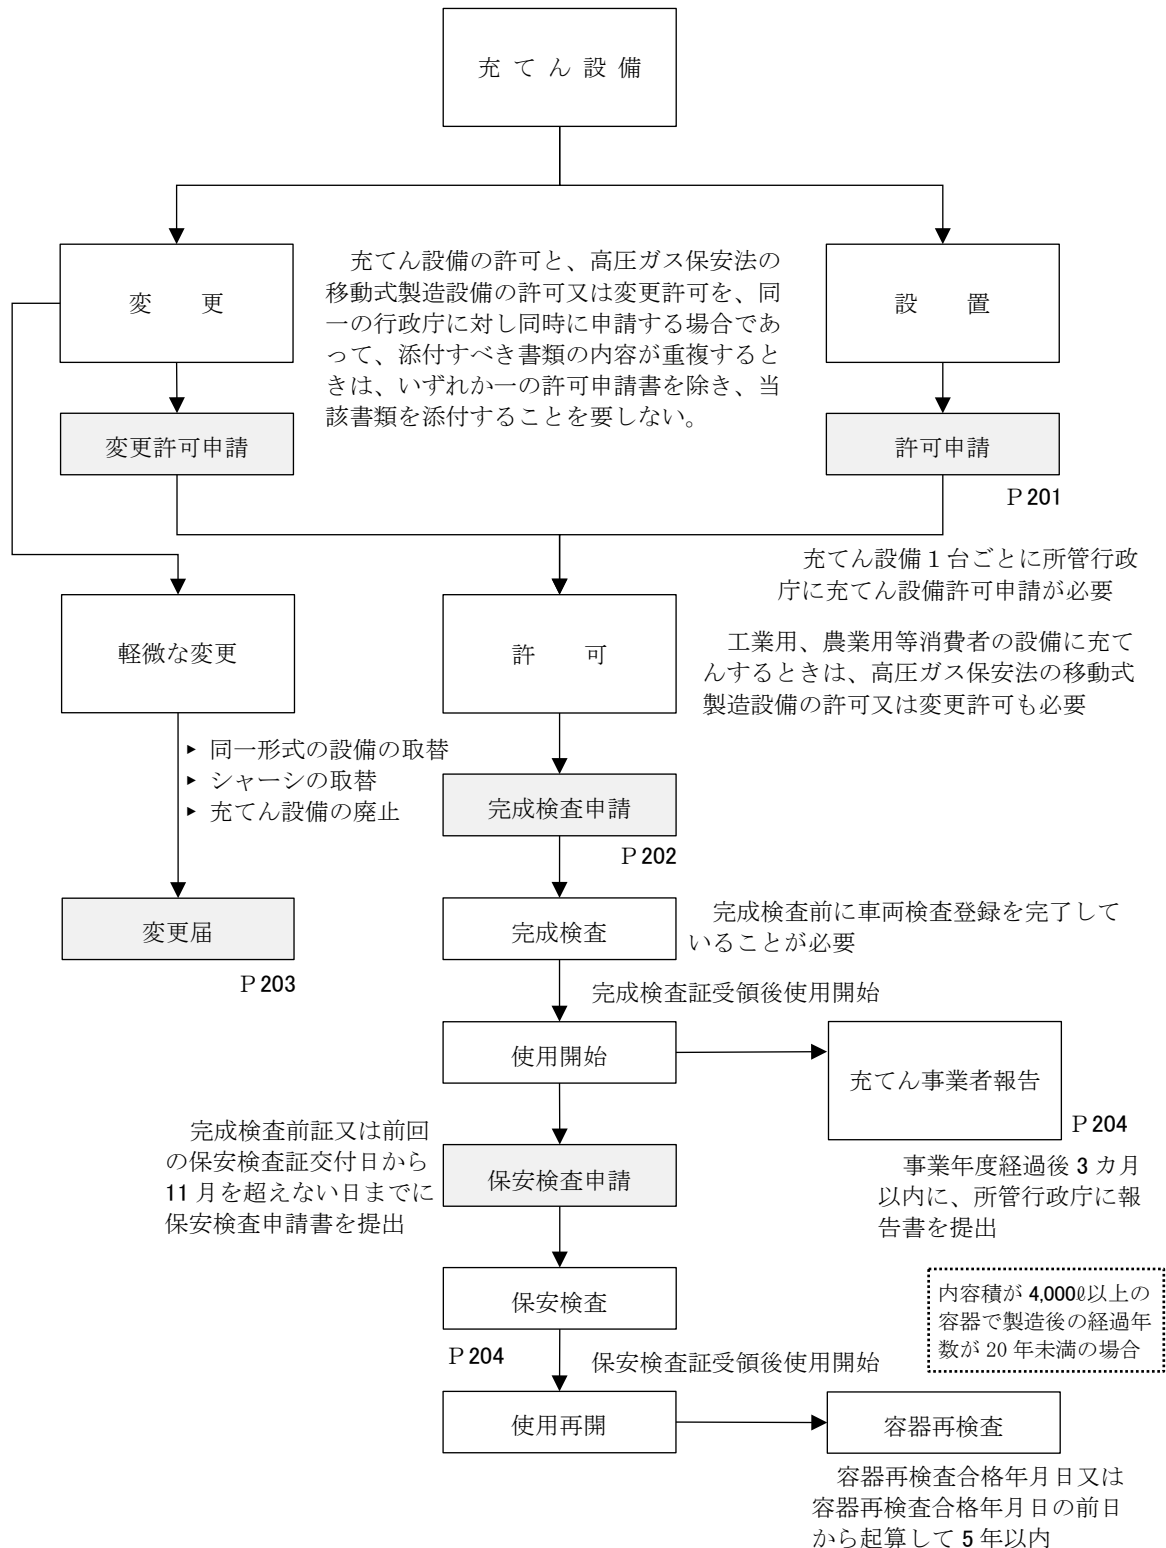 充てん設備
変　更
充てん設備の許可と、高圧ガス保安法の
移動式製造設備の許可又は変更許可を、同
一の行政庁に対し同時に申請する場合であ
って、添付すべき書類の内容が重複すると
きは、いずれか一の許可申請書を除き、当
該書類を添付することを要しない。
設　置
変更許可申請
許可申請
P 201
充てん設備１台ごとに所管行政
庁に充てん設備許可申請が必要
軽微な変更
許　可
工業用、農業用等消費者の設備に充て
んするときは、高圧ガス保安法の移動式
製造設備の許可又は変更許可も必要
▶ 同一形式の設備の取替
▶ シャーシの取替
▶ 充てん設備の廃止
完成検査申請
P 202
変更届
P 203
完成検査
完成検査前に車両検査登録を完了して
いることが必要
完成検査証受領後使用開始
使用開始
充てん事業者報告
P 204
事業年度経過後 3 カ月
以内に、所管行政庁に報
告書を提出
完成検査前証又は前回
の保安検査証交付日から
11 月を超えない日までに
保安検査申請書を提出
保安検査申請
保安検査
P 204
内容積が 4,000ℓ以上の
容器で製造後の経過年
数が 20 年未満の場合
保安検査証受領後使用開始
使用再開
容器再検査
容器再検査合格年月日又は
容器再検査合格年月日の前日
から起算して 5 年以内